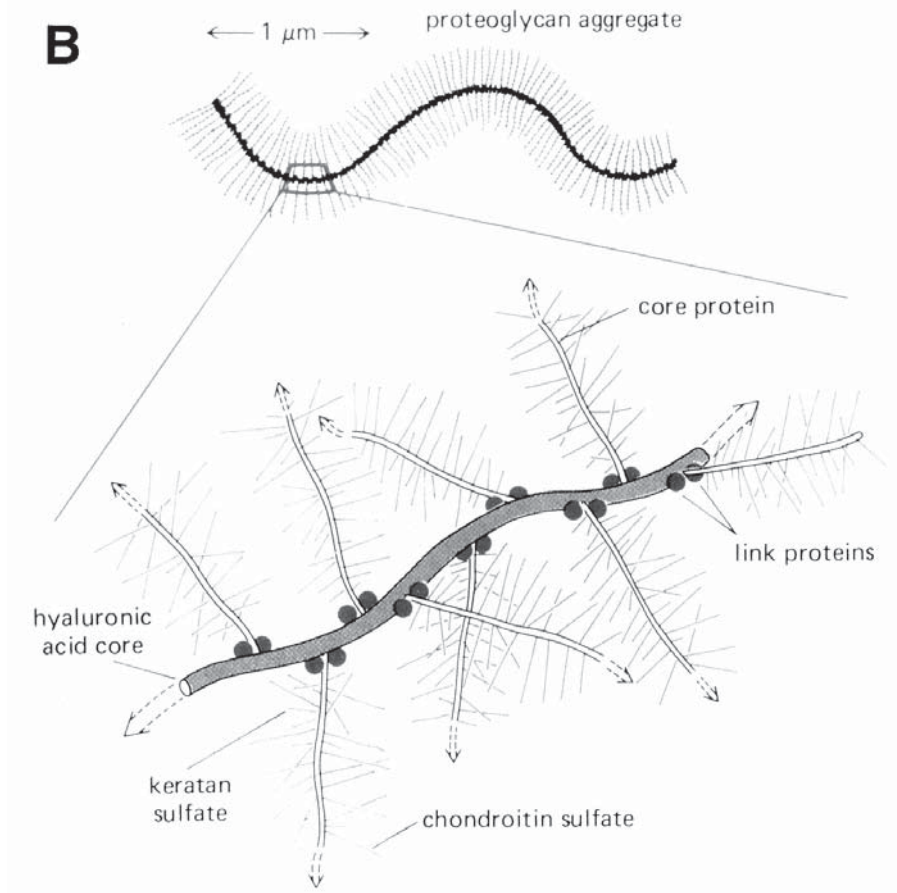 B
1 μm
proteoglycan aggregate
core protein
link proteins
hyaluronic
acid core
keratan
sulfate
chondroitin sulfate